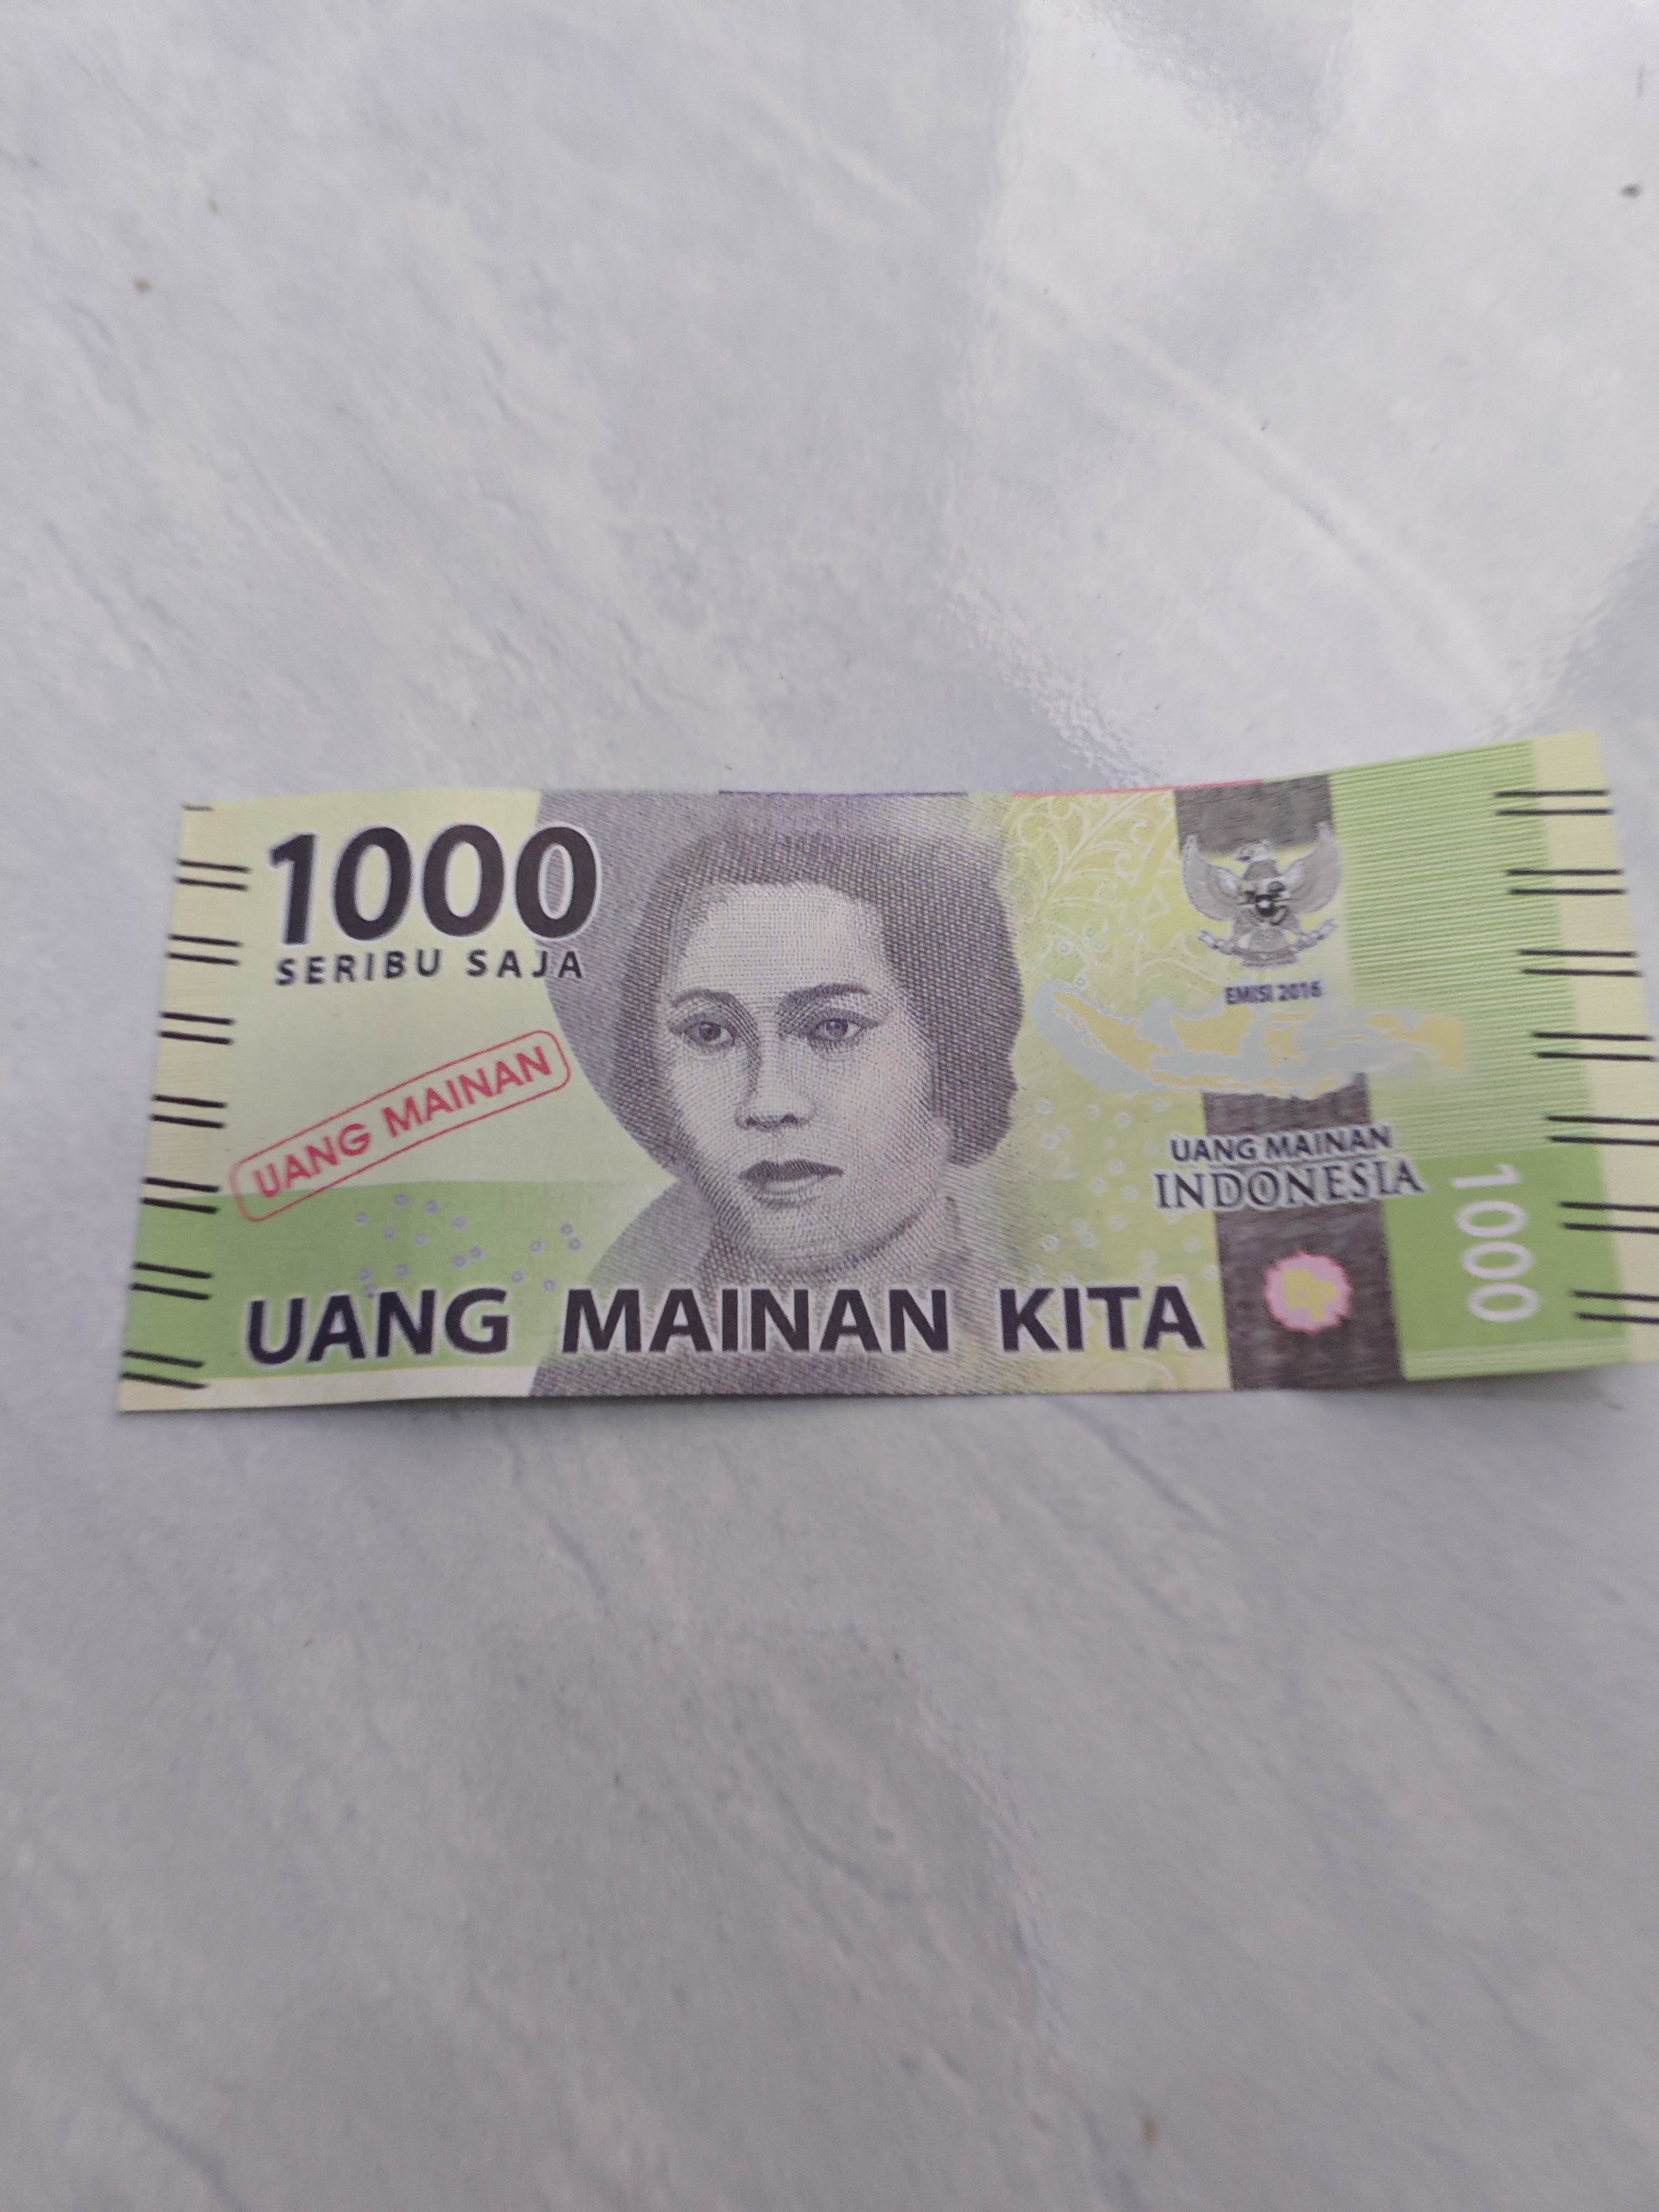 1000
SERIBU SAJA
UANG MAINAN
EMISI 2016
UANG MAINAN
INDONESIA
1000
UANG MAINAN KITA